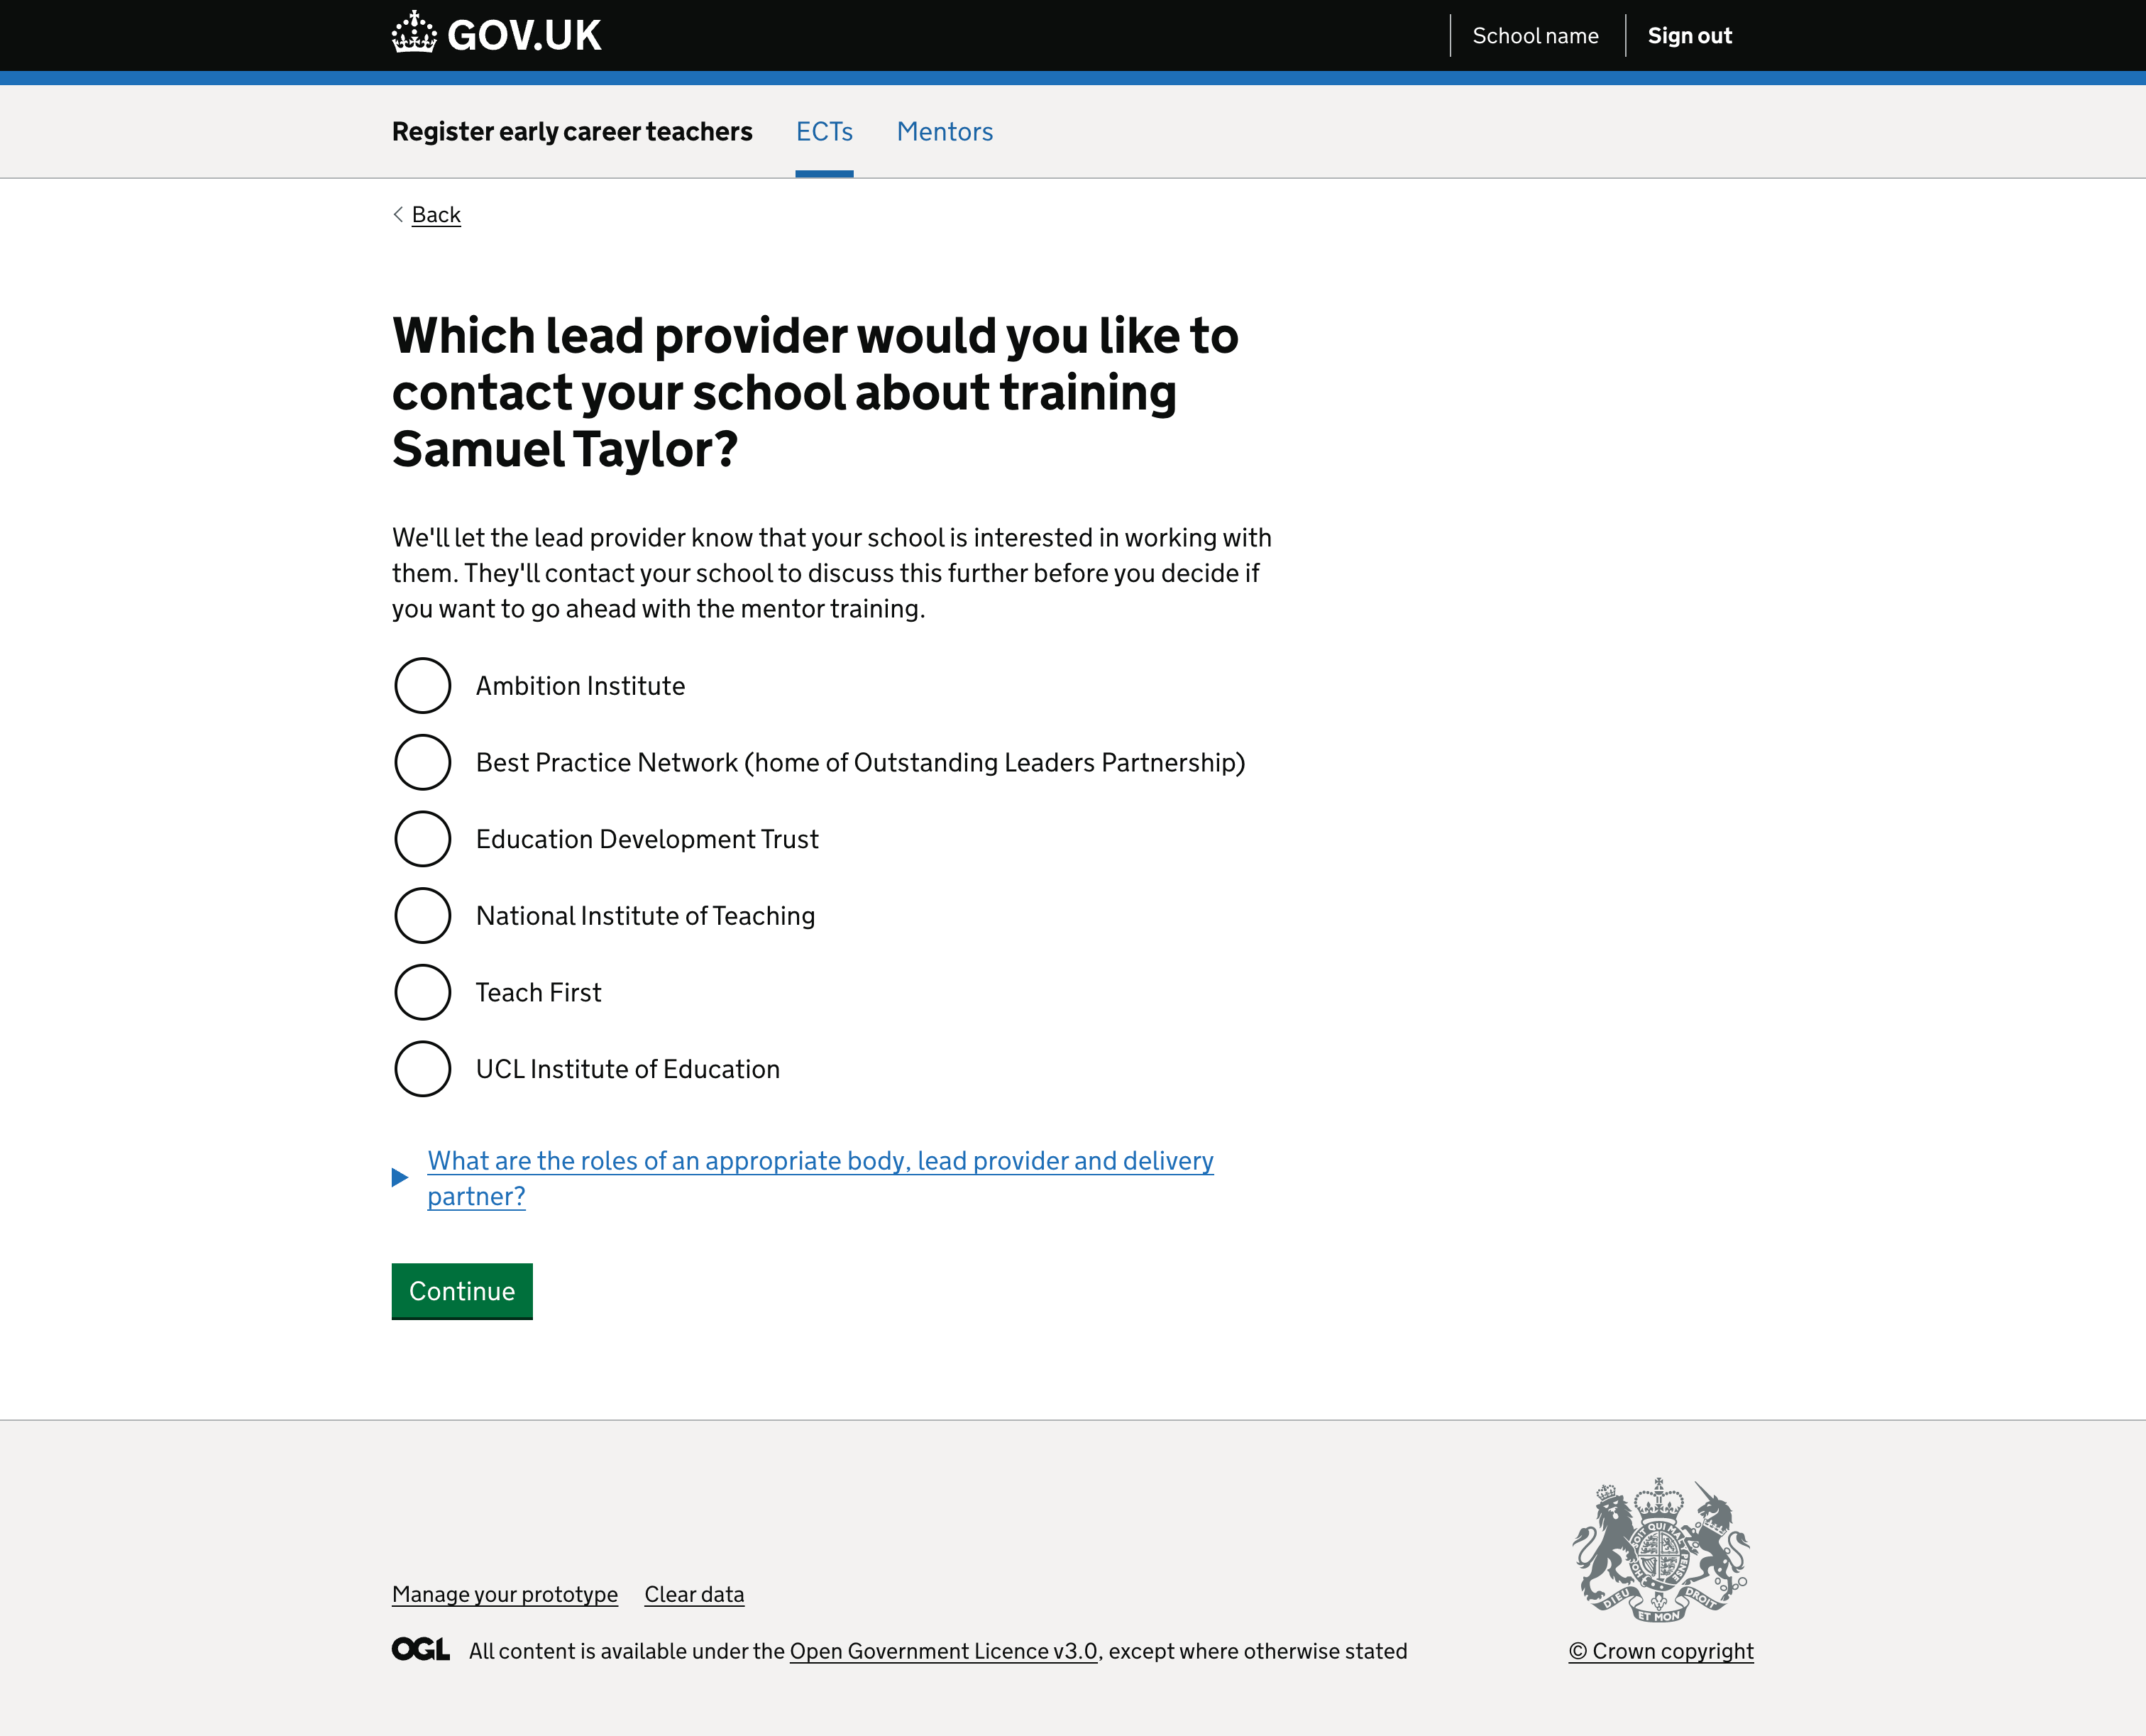 GOV.UK
School name
Sign out
Register early career teachers
ECTs
Mentors
Back
Which lead provider would you like to
contact your school about training
Samuel Taylor?
We'll let the lead provider know that your school is interested in working with
them. They'll contact your school to discuss this further before you decide if
you want to go ahead with the mentor training.
Ambition Institute
Best Practice Network (home of Outstanding Leaders Partnership)
Education Development Trust
National Institute of Teaching
Teach First
UCL Institute of Education
What are the roles of an appropriate body, lead provider and delivery
partner?
Continue
Manage your prototype
Clear data
OGL All content is available under the Open Government Licence v3.0, except where otherwise stated
DIEU ET MON DROIT
© Crown copyright